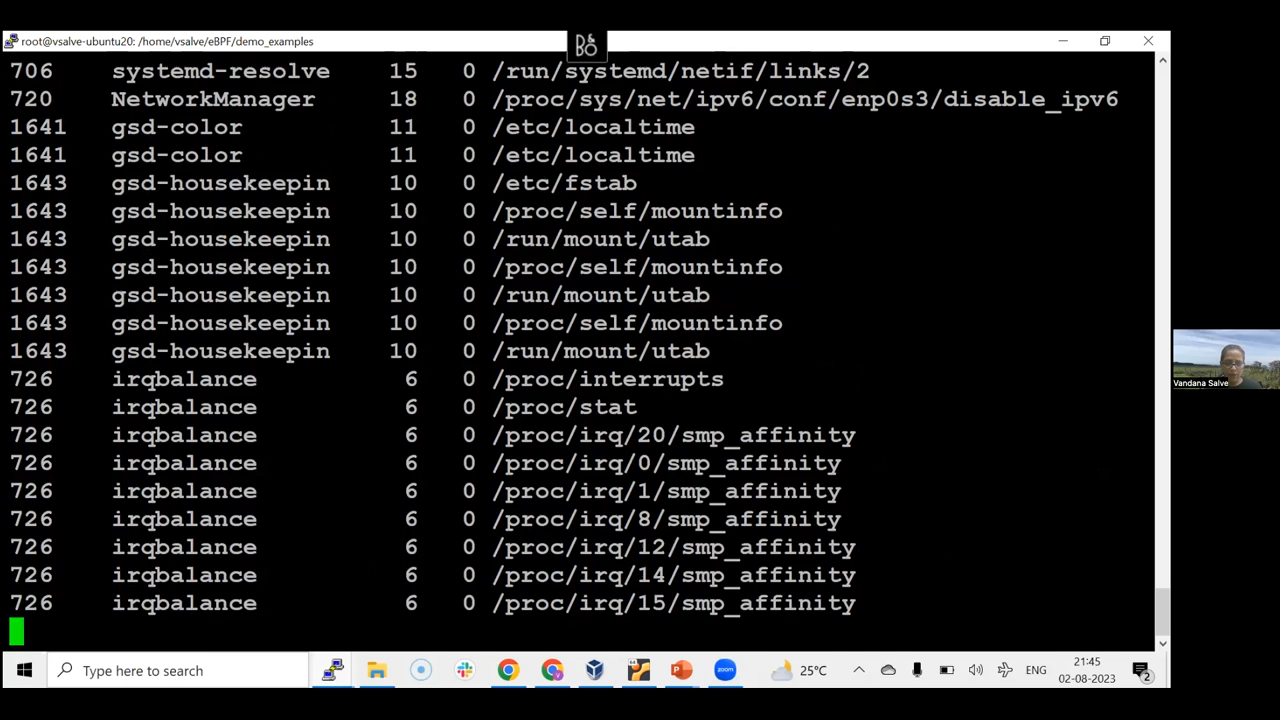 root@vsalve-ubuntu20: /home/vsalve/eBPF/demo_examples
706 systemd-resolve 15 0 /run/systemd/netif/links/2
720 NetworkManager 18 0 /proc/sys/net/ipv6/conf/enp0s3/disable_ipv6
1641 gsd-color 11 0 /etc/localtime
1641 gsd-color 11 0 /etc/localtime
1643 gsd-housekeepin 10 0 /etc/fstab
1643 gsd-housekeepin 10 0 /proc/self/mountinfo
1643 gsd-housekeepin 10 0 /run/mount/utab
1643 gsd-housekeepin 10 0 /proc/self/mountinfo
1643 gsd-housekeepin 10 0 /run/mount/utab
1643 gsd-housekeepin 10 0 /proc/self/mountinfo
1643 gsd-housekeepin 10 0 /run/mount/utab
726 irqbalance 6 0 /proc/interrupts
726 irqbalance 6 0 /proc/stat
726 irqbalance 6 0 /proc/irq/20/smp_affinity
726 irqbalance 6 0 /proc/irq/0/smp_affinity
726 irqbalance 6 0 /proc/irq/1/smp_affinity
726 irqbalance 6 0 /proc/irq/8/smp_affinity
726 irqbalance 6 0 /proc/irq/12/smp_affinity
726 irqbalance 6 0 /proc/irq/14/smp_affinity
726 irqbalance 6 0 /proc/irq/15/smp_affinity
Vandana Salve
Type here to search
64
zoom
25°C
ENG
21:45
02-08-2023
2